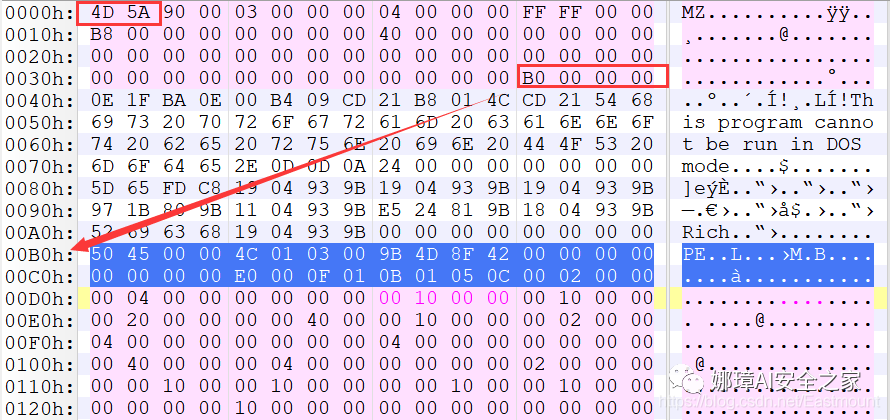 0000h: 4D 5A 90 00 03 00 00 00 04 00 00 00 FF FF 00 00 MZ..........ÿÿ..
0010h: B8 00 00 00 00 00 00 00 40 00 00 00 00 00 00 00 ¸.......@.......
0020h: 00 00 00 00 00 00 00 00 00 00 00 00 00 00 00 00 ................
0030h: 00 00 00 00 00 00 00 00 00 00 00 00 B0 00 00 00 ............°...
0040h: 0E 1F BA 0E 00 B4 09 CD 21 B8 01 4C CD 21 54 68 ..º..´.Í!¸.LÍ!Th
0050h: 69 73 20 70 72 6F 67 72 61 6D 20 63 61 6E 6E 6F is program canno
0060h: 74 20 62 65 20 72 75 6E 20 69 6E 20 44 4F 53 20 t be run in DOS
0070h: 6D 6F 64 65 2E 0D 0D 0A 24 00 00 00 00 00 00 00 mode....$.......
0080h: 5D 65 FD C8 19 04 93 9B 19 04 93 9B 19 04 93 9B ]eýÈ..“›..“›..“›
0090h: 97 1B 80 9B 11 04 93 9B E5 24 81 9B 18 04 93 9B —.€›..“›å$.›..“›
00A0h: 52 69 63 68 19 04 93 9B 00 00 00 00 00 00 00 00 Rich..“›........
00B0h: 50 45 00 00 4C 01 03 00 9B 4D 8F 42 00 00 00 00 PE..L...›M.B....
00C0h: 00 00 00 00 E0 00 0F 01 0B 01 05 0C 00 02 00 00 ....à...........
00D0h: 00 04 00 00 00 00 00 00 00 10 00 00 00 10 00 00 ................
00E0h: 00 20 00 00 00 00 40 00 00 10 00 00 00 02 00 00 . ....@.........
00F0h: 04 00 00 00 00 00 00 00 04 00 00 00 00 00 00 00 ................
0100h: 00 40 00 00 00 04 00 00 00 00 00 00 02 00 00 00 .@..............
0110h: 00 00 10 00 00 10 00 00 00 00 10 00 00 10 00 00 ................
0120h: 00 00 00 00 10 00 00 00 00 00 00 00 00 00 00 00
娜璋AI安全之家
https://blog.csdn.net/Eastmount